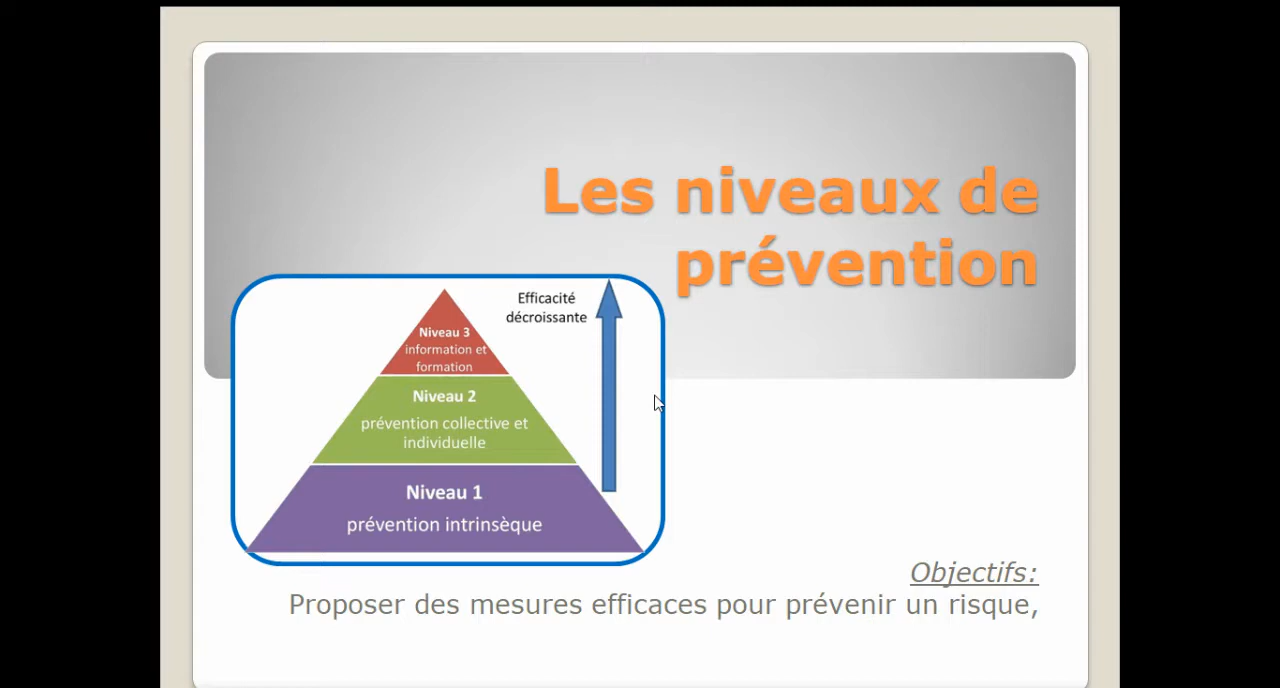 Les niveaux de
prévention
Efficacité
décroissante
Niveau 3
information et
formation
Niveau 2
prévention collective et
individuelle
Niveau 1
prévention intrinsèque
Objectifs:
Proposer des mesures efficaces pour prévenir un risque,